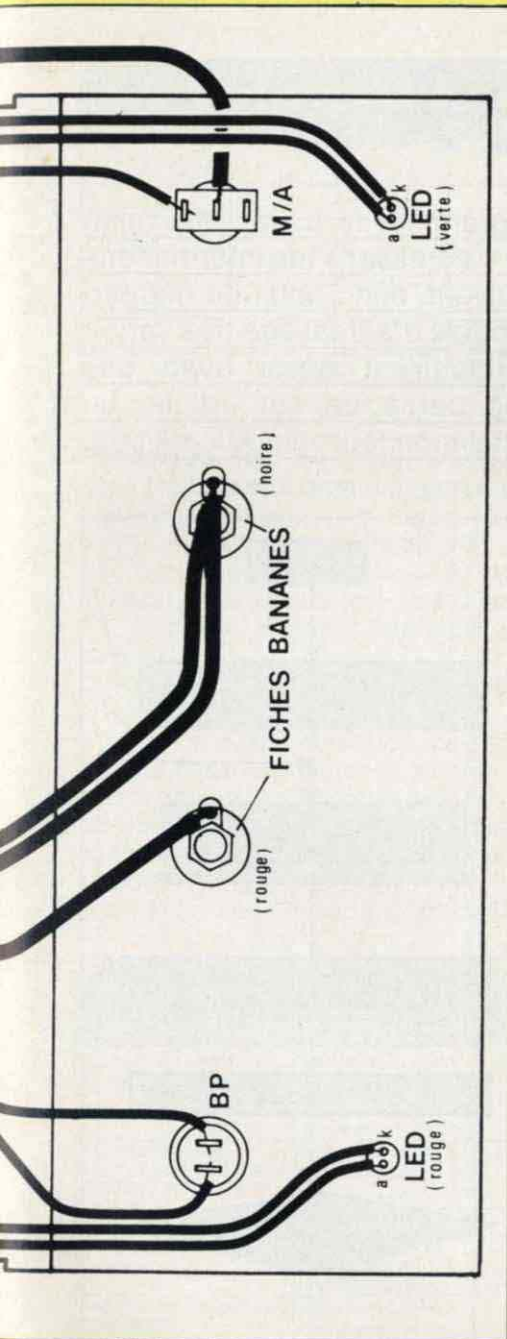 M/A
a k
LED
(verte)
(noire)
FICHES BANANES
(rouge)
BP
a k
LED
(rouge)